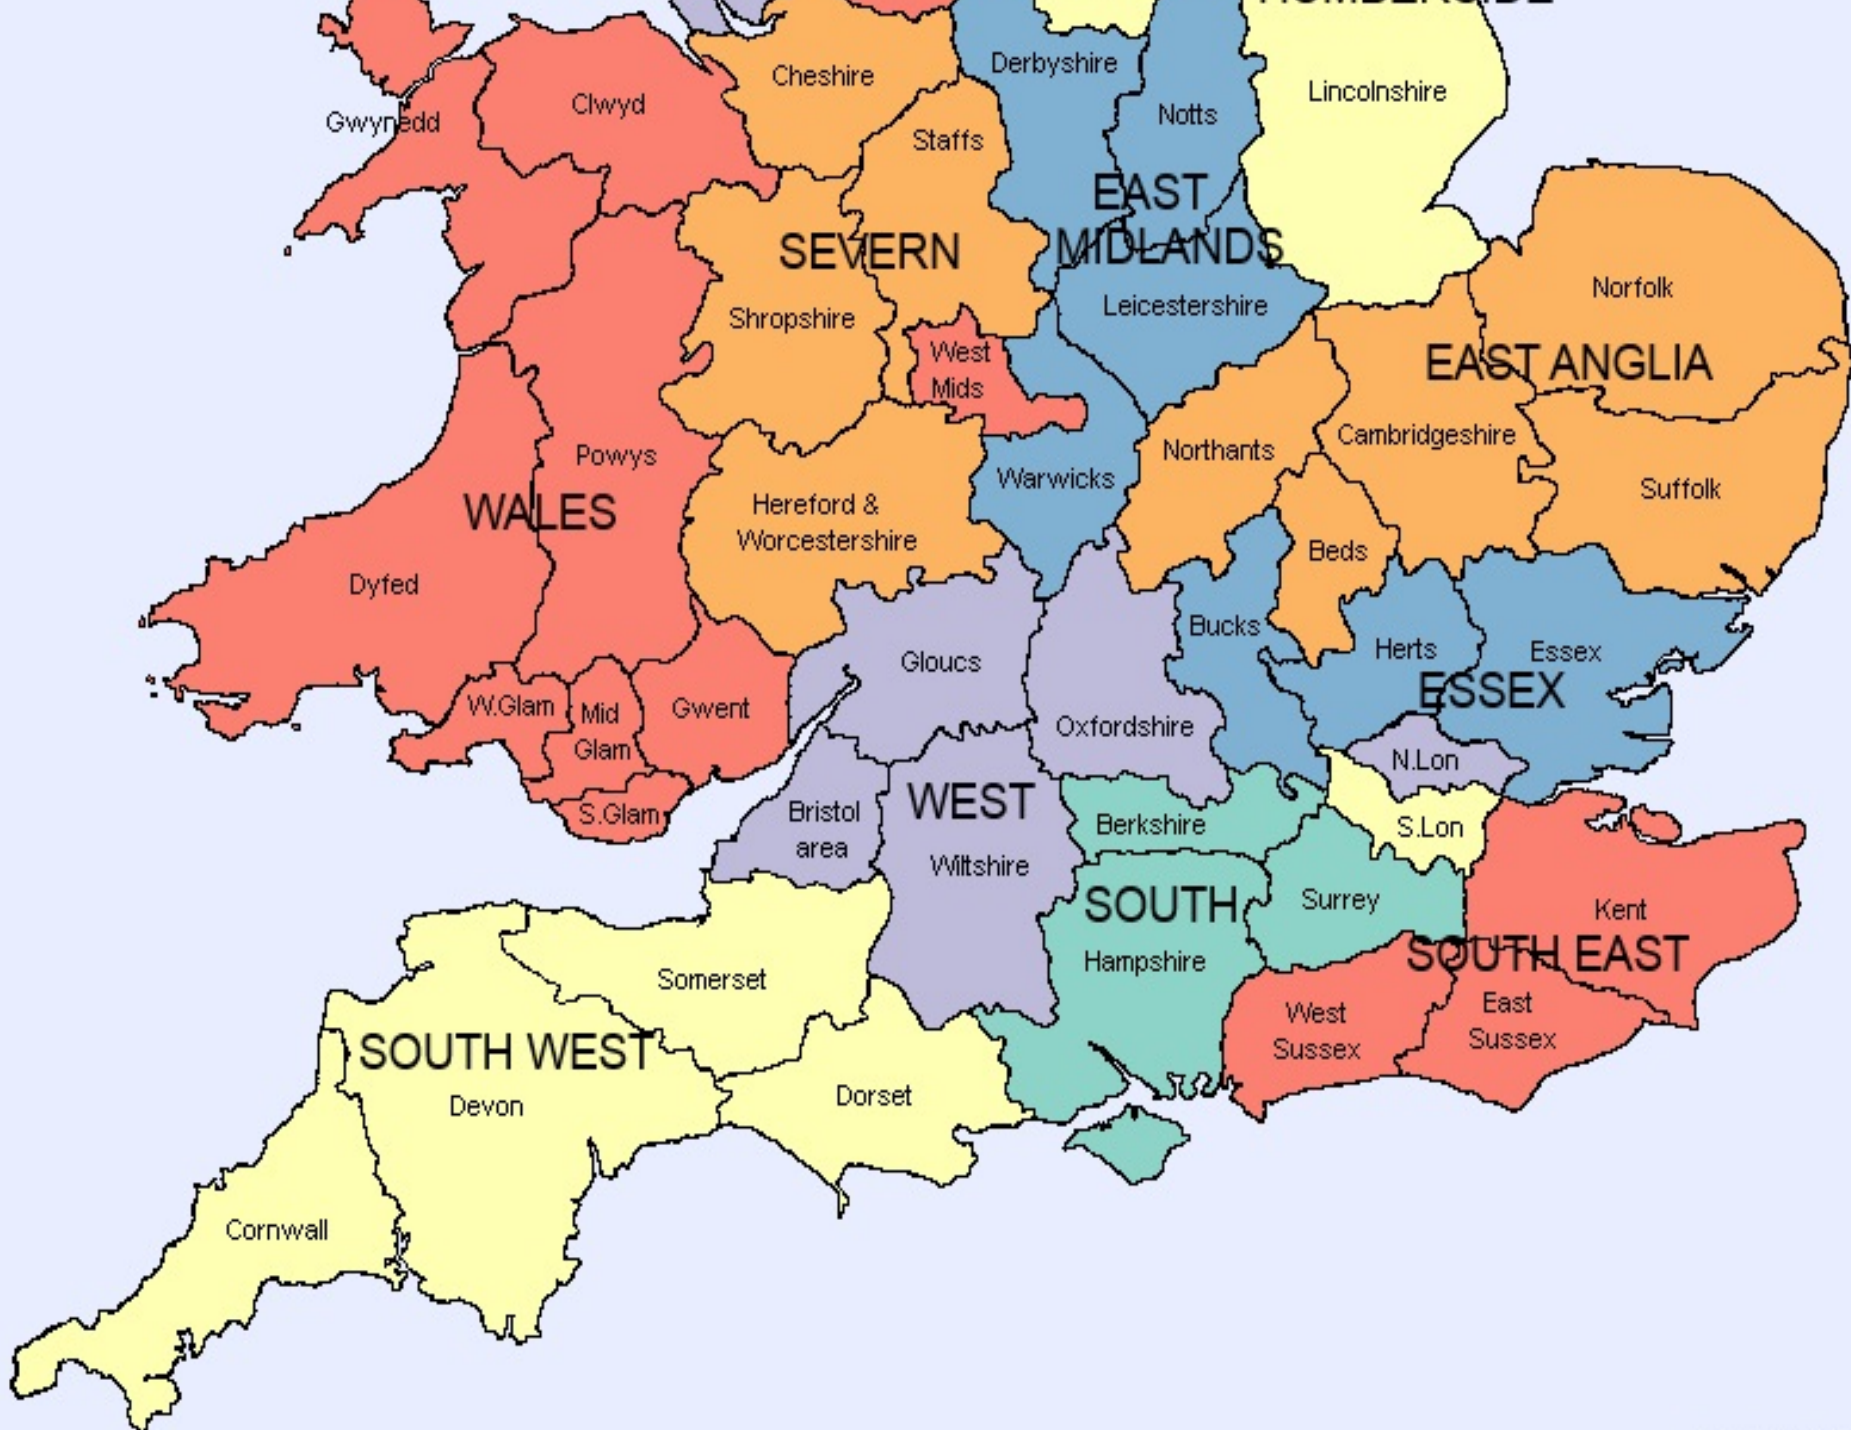 HUMBERSIDE
Cheshire
Derbyshire
Lincolnshire
Clwyd
Notts
Gwynedd
Staffs
EAST
MIDLANDS
SEVERN
Norfolk
Leicestershire
Shropshire
West
Mids
EAST ANGLIA
Cambridgeshire
Northants
Powys
Warwicks
Suffolk
WALES
Hereford &
Worcestershire
Beds
Dyfed
Bucks
Herts
Essex
ESSEX
Gloucs
W.Glam
Mid
Glam
Gwent
Oxfordshire
N.Lon
WEST
Bristol
area
S.Glam
Berkshire
S.Lon
Wiltshire
SOUTH
Surrey
Kent
SOUTH EAST
Hampshire
Somerset
West
Sussex
East
Sussex
SOUTH WEST
Devon
Dorset
Cornwall